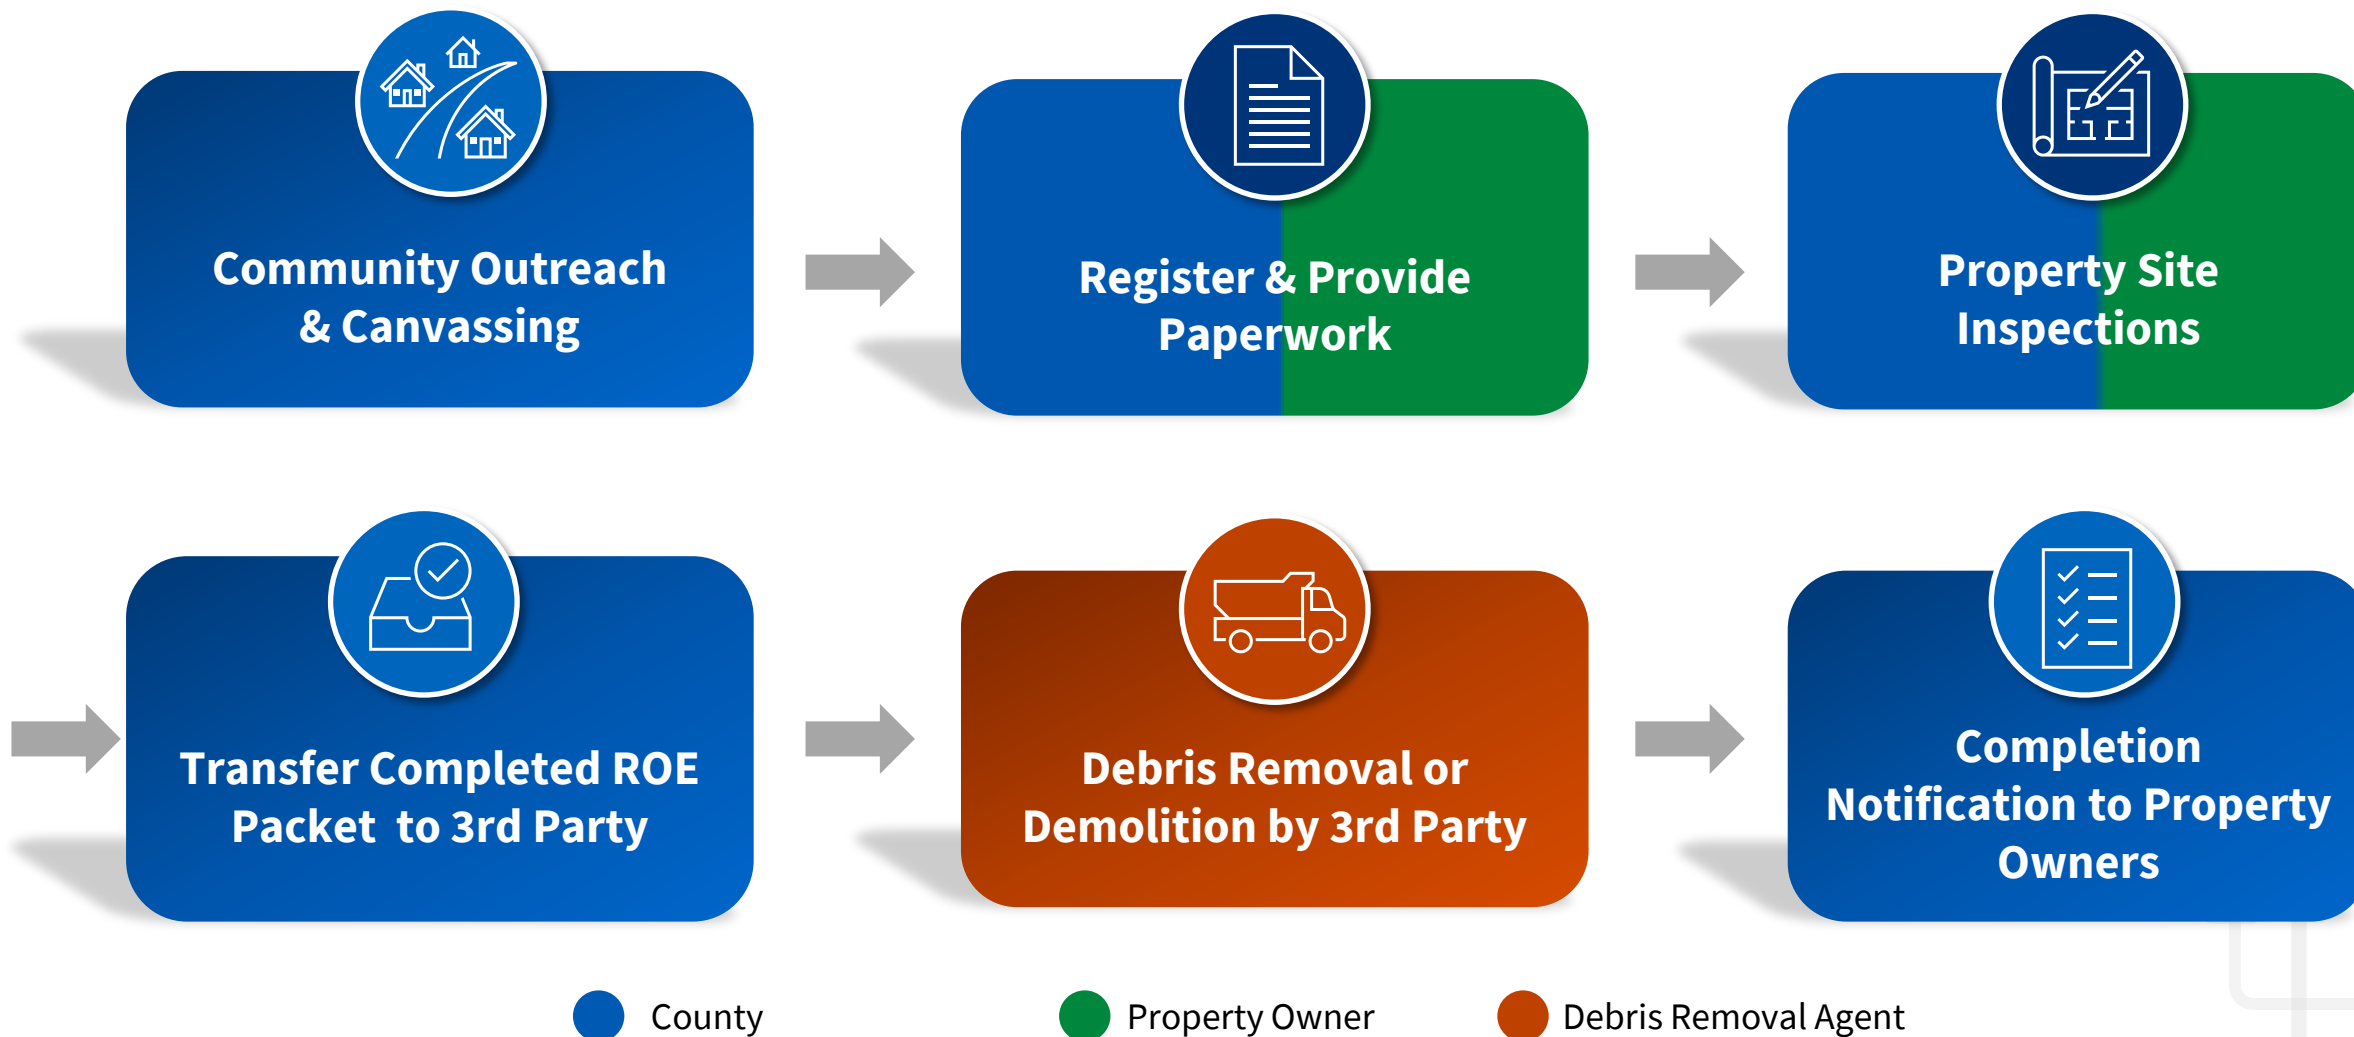 Community Outreach
& Canvassing
Register & Provide
Paperwork
Property Site
Inspections
Transfer Completed ROE
Packet to 3rd Party
Debris Removal or
Demolition by 3rd Party
Completion
Notification to Property
Owners
County
Property Owner
Debris Removal Agent